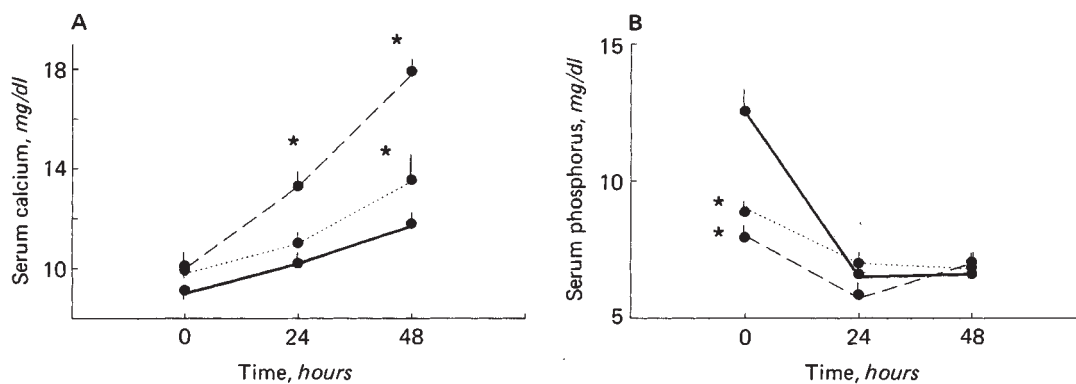 A
Serum calcium, mg/dl
18
14
10
0
24
48
Time, hours
*
*
*
B
Serum phosphorus, mg/dl
15
10
5
0
24
48
Time, hours
*
*